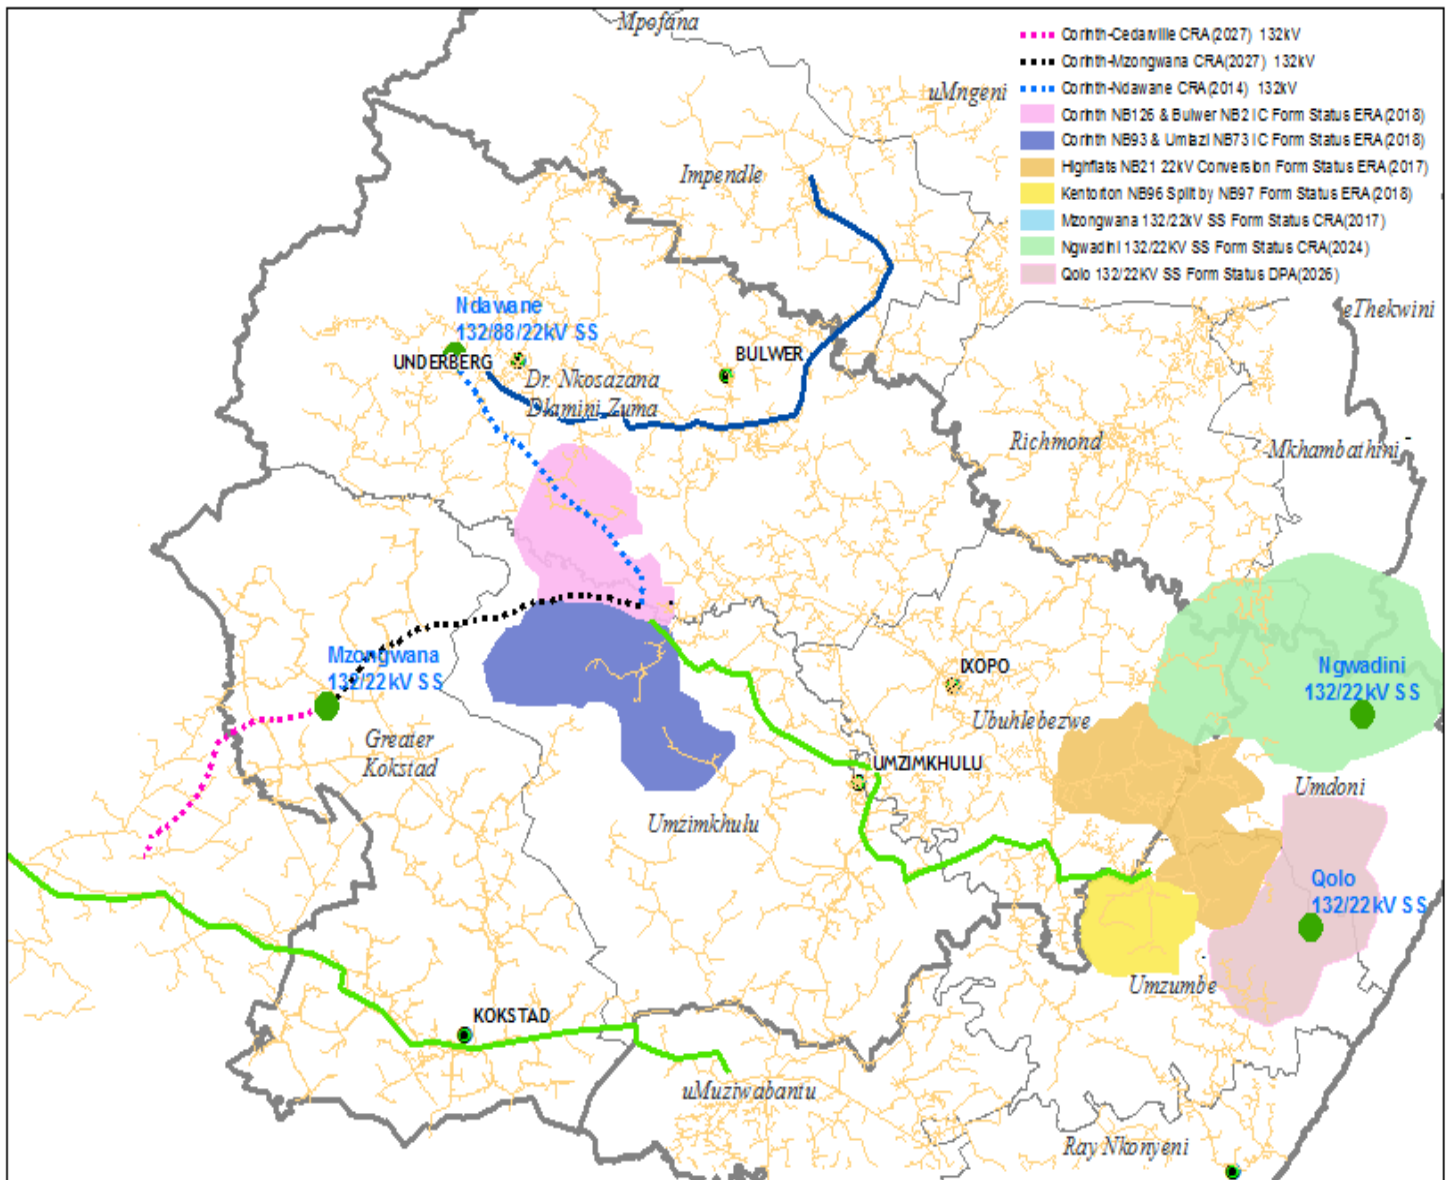 Mpofana
Corinth-Cedarville CRA(2027) 132kV
Corinth-Mzongwana CRA(2027) 132kV
Corinth-Ndawane CRA(2014) 132kV
Corinth NB126 & Bulwer NB2 IC Form Status ERA(2018)
Corinth NB93 & Umlazi NB73 IC Form Status ERA(2018)
Highflats NB21 22kV Conversion Form Status ERA(2017)
Kentorton NB96 Split by NB97 Form Status ERA(2018)
Mzongwana 132/22kV SS Form Status CRA(2017)
Ngwadini 132/22KV SS Form Status CRA(2024)
Qolo 132/22KV SS Form Status DPA(2026)
uMngeni
Impendle
eThekwini
Ndawane
132/88/22kV SS
UNDERBERG
BULWER
Dr. Nkosazana
Dlamini Zuma
Richmond
Mkhambathini
Mzongwana
132/22kV SS
IXOPO
Ngwadini
132/22kV SS
Ubuhlebezwe
Greater
Kokstad
UMZIMKHULU
Umdoni
Umzimkhulu
Qolo
132/22kV SS
Umzumbe
KOKSTAD
uMuziwabantu
Ray Nkonyeni